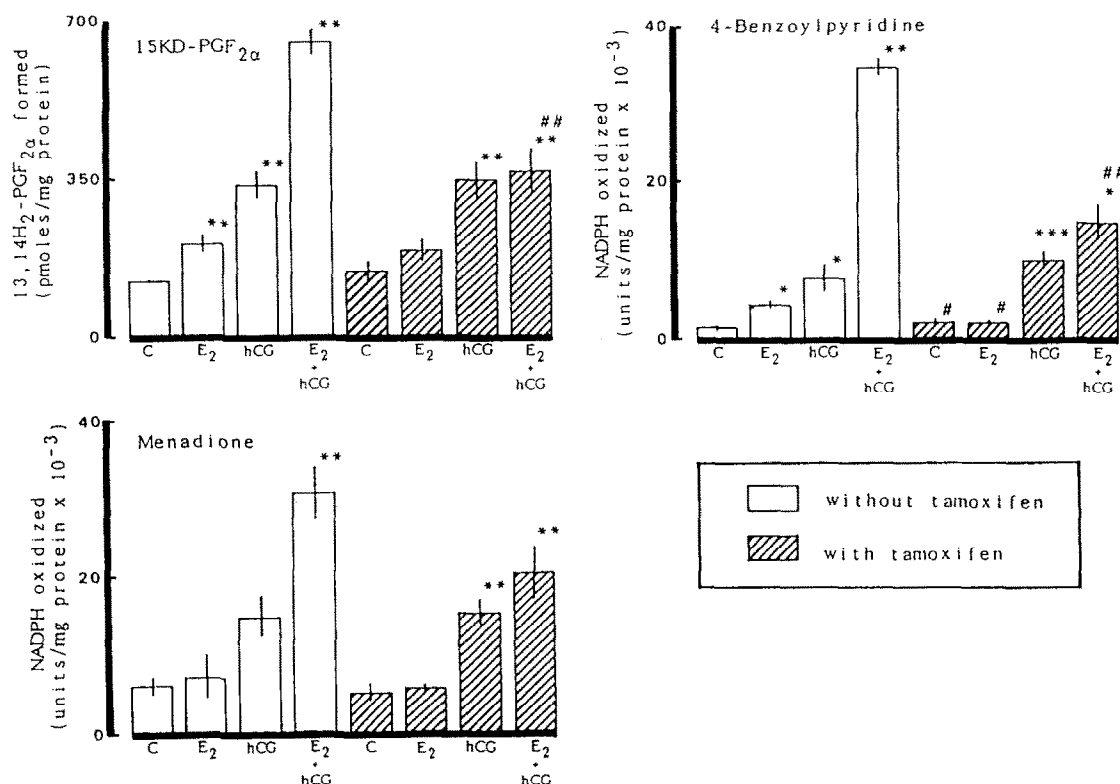 15KD-PGF2α
13,14H2-PGF2α formed
(pmoles/mg protein)
700
350
0
**
**
**
**
**
##
C E2 hCG E2 + hCG C E2 hCG E2 + hCG
4-Benzoylpyridine
NADPH oxidized
(units/mg protein x 10-3)
40
20
0
*
*
**
#
#
***
##
*
C E2 hCG E2 + hCG C E2 hCG E2 + hCG
Menadione
NADPH oxidized
(units/mg protein x 10-3)
40
20
0
**
**
**
C E2 hCG E2 + hCG C E2 hCG E2 + hCG
without tamoxifen
with tamoxifen